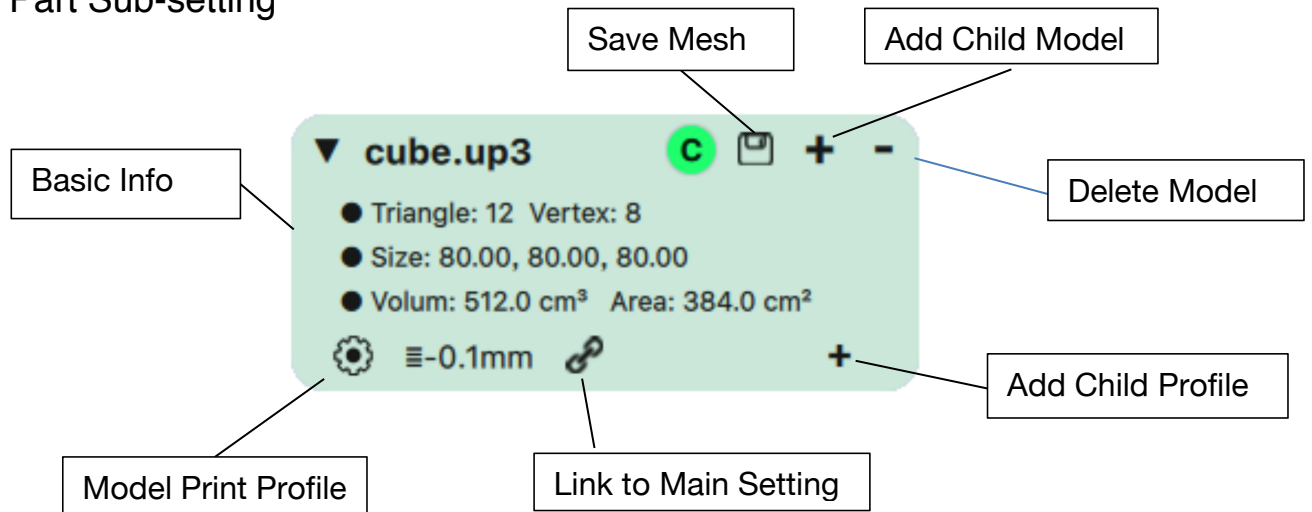 Part Sub-setting
Save Mesh
Add Child Model
▼ cube.up3 C + -
Basic Info
Delete Model
● Triangle: 12 Vertex: 8
● Size: 80.00, 80.00, 80.00
● Volum: 512.0 cm³ Area: 384.0 cm²
≣-0.1mm +
Add Child Profile
Model Print Profile
Link to Main Setting